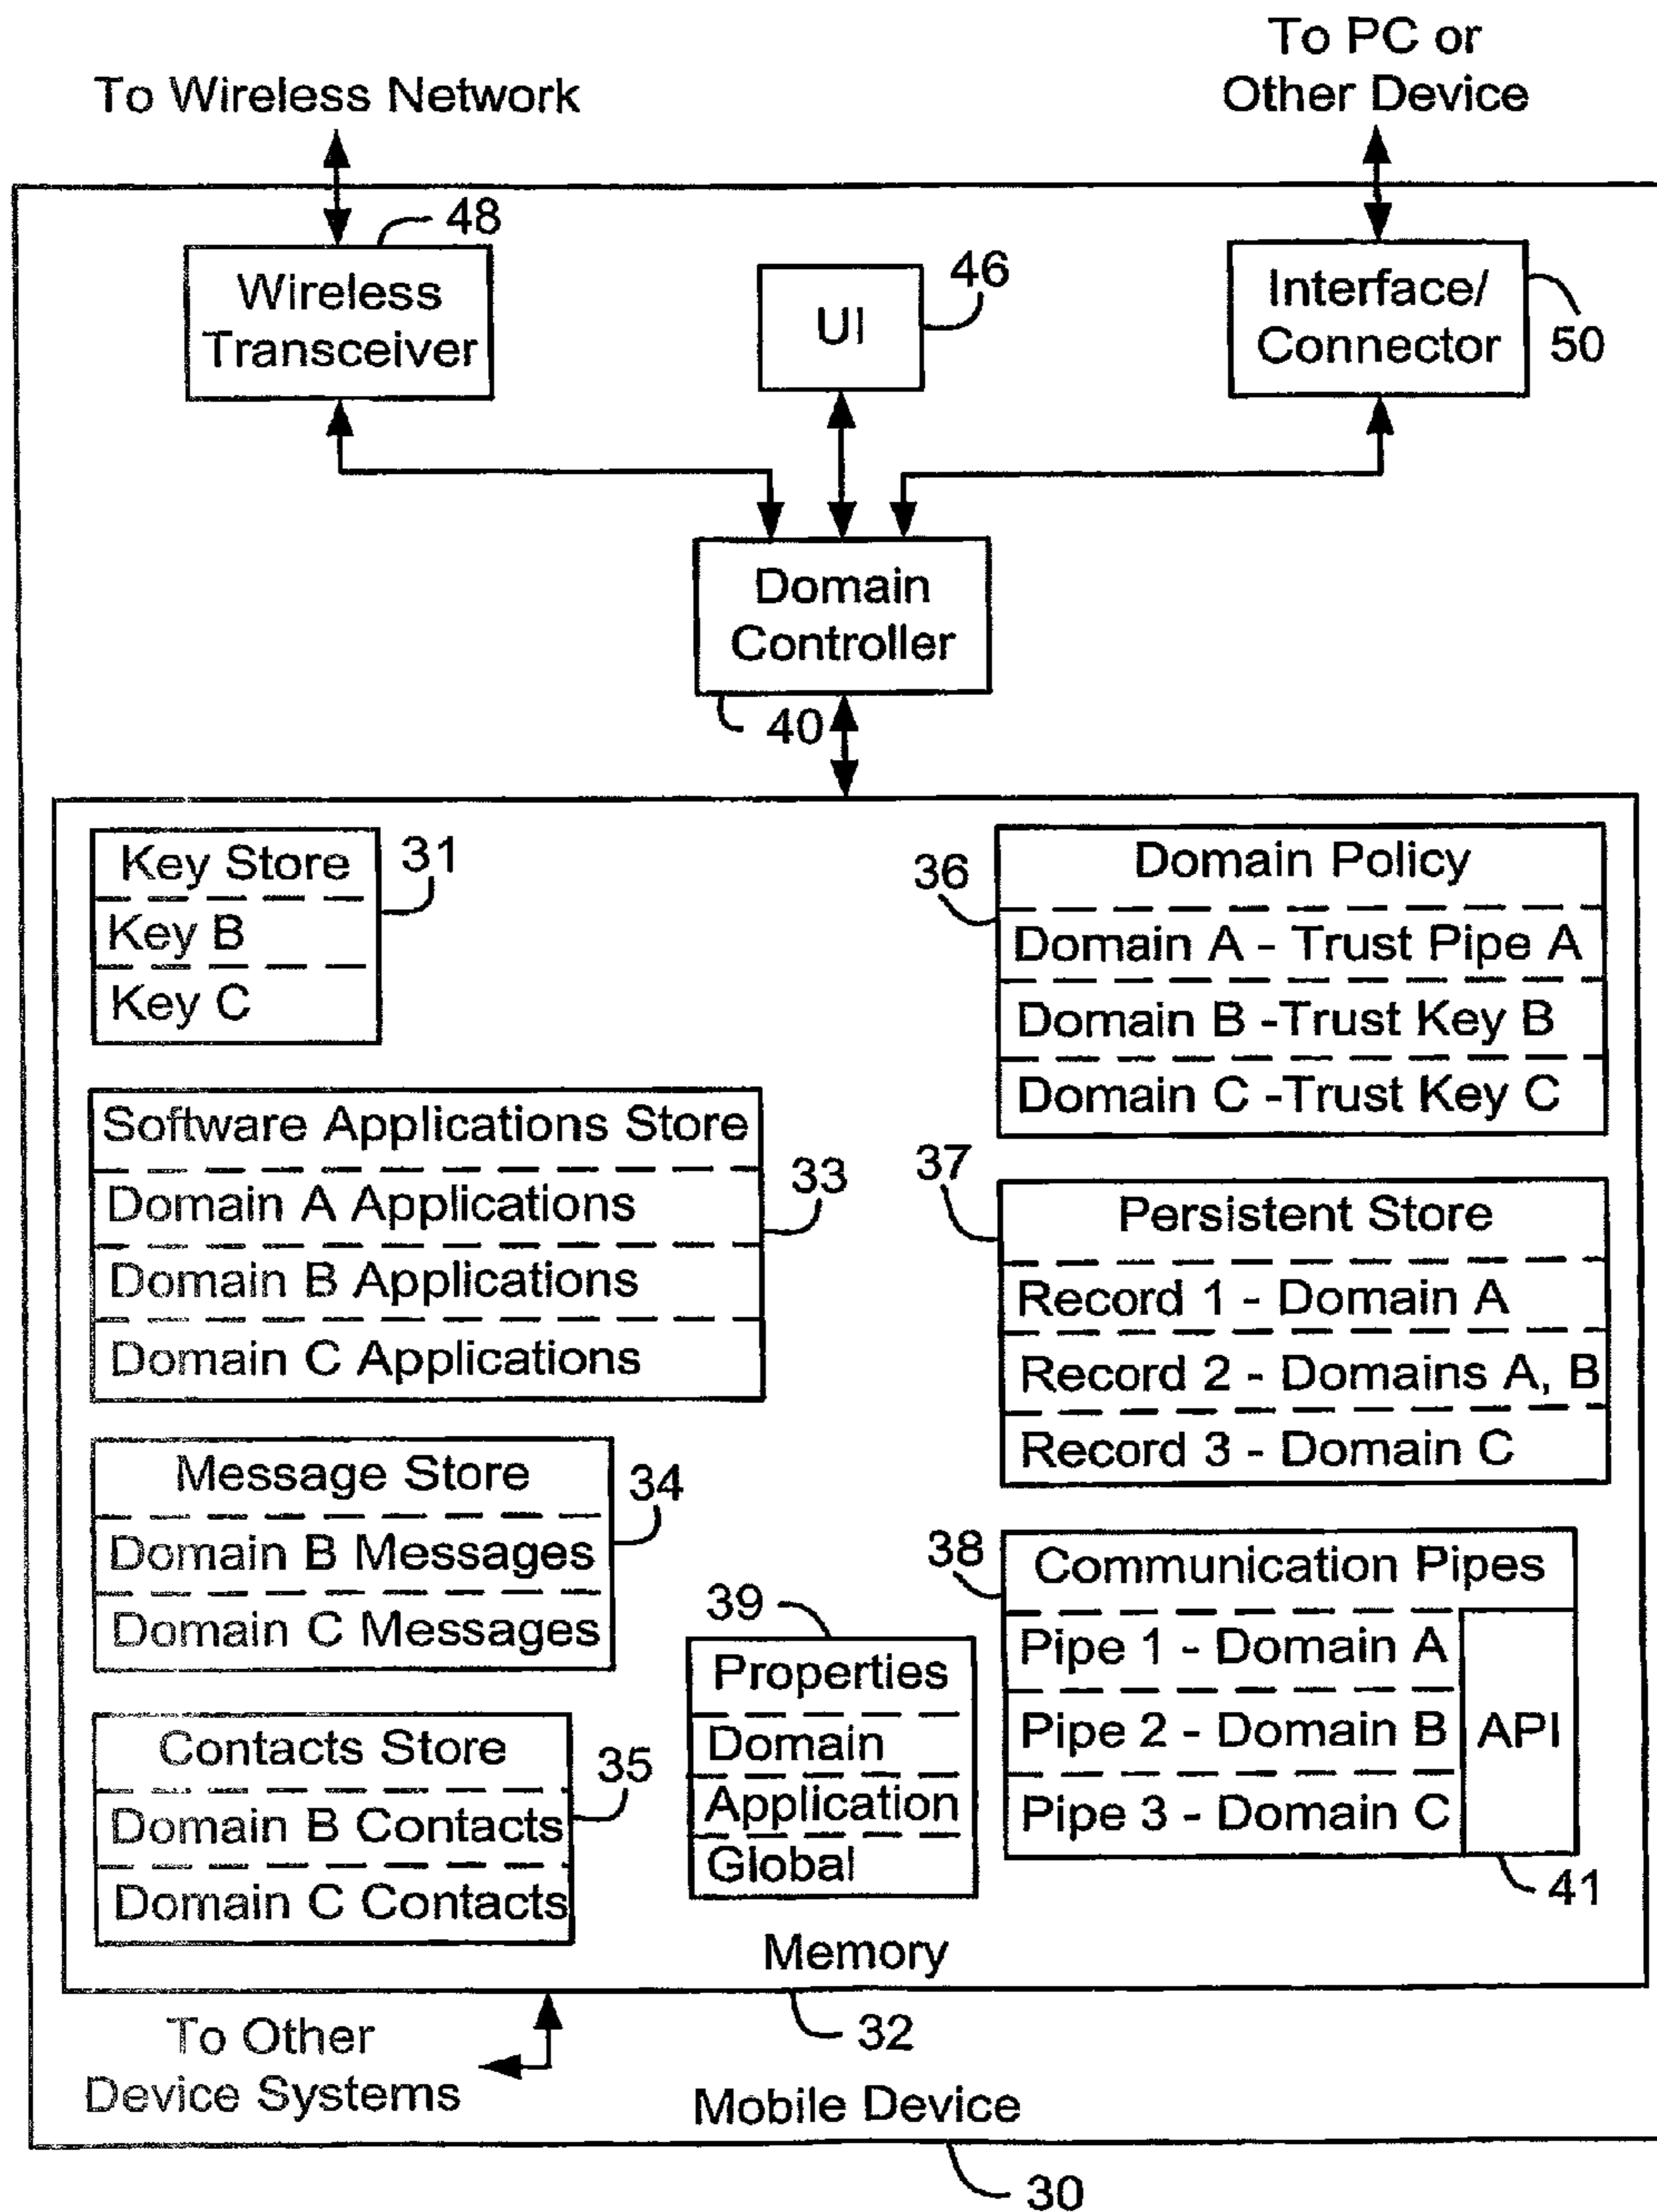 To PC or
Other Device
To Wireless Network
48
Wireless
Transceiver
46
UI
Interface/
Connector
50
Domain
Controller
40
Key Store
Key B
Key C
31
36
Domain Policy
Domain A - Trust Pipe A
Domain B -Trust Key B
Domain C -Trust Key C
Software Applications Store
Domain A Applications
Domain B Applications
Domain C Applications
33
37
Persistent Store
Record 1 - Domain A
Record 2 - Domains A, B
Record 3 - Domain C
Message Store
Domain B Messages
Domain C Messages
34
38
Communication Pipes
Pipe 1 - Domain A
Pipe 2 - Domain B
Pipe 3 - Domain C
API
41
39
Properties
Domain
Application
Global
Contacts Store
Domain B Contacts
Domain C Contacts
35
Memory
32
To Other
Device Systems
Mobile Device
30